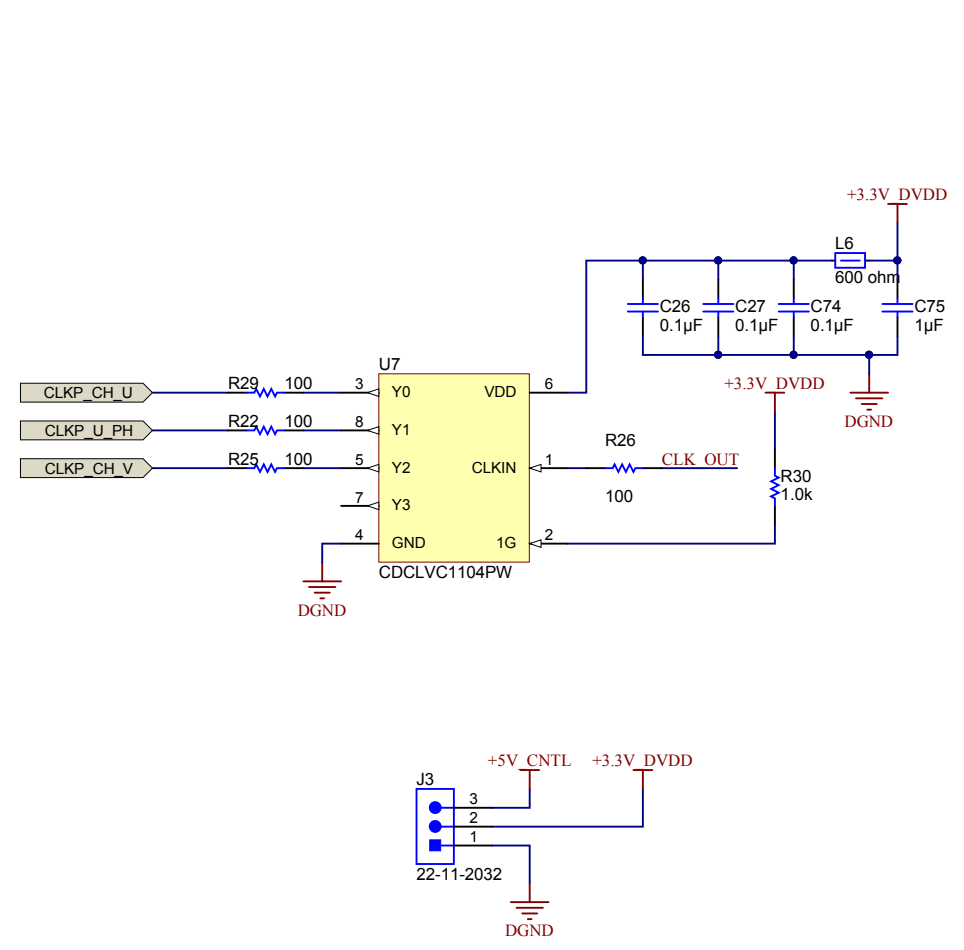 +3.3V_DVDD
L6
600 ohm
C26
0.1µF
C27
0.1µF
C74
0.1µF
C75
1µF
DGND
U7
CLKP_CH_U
R29
100
3
Y0
VDD
6
+3.3V_DVDD
CLKP_U_PH
R22
100
8
Y1
CLKP_CH_V
R25
100
5
Y2
CLKIN
1
R26
100
CLK_OUT
R30
1.0k
7
Y3
4
GND
1G
2
CDCLVC1104PW
DGND
+5V_CNTL
+3.3V_DVDD
J3
3
2
1
22-11-2032
DGND